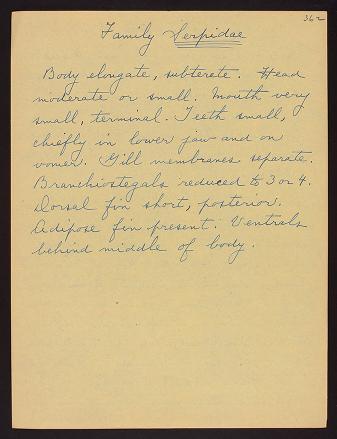 362
Family Serpidae
Body elongate, subterete. Head
moderate or small. Mouth very
small, terminal. Teeth small,
chiefly in lower jaw and on
vomer. Gill membranes separate.
Branchiostegals reduced to 3 or 4.
Dorsal fin short, posterior.
Adipose fin present. Ventrals
behind middle of body.